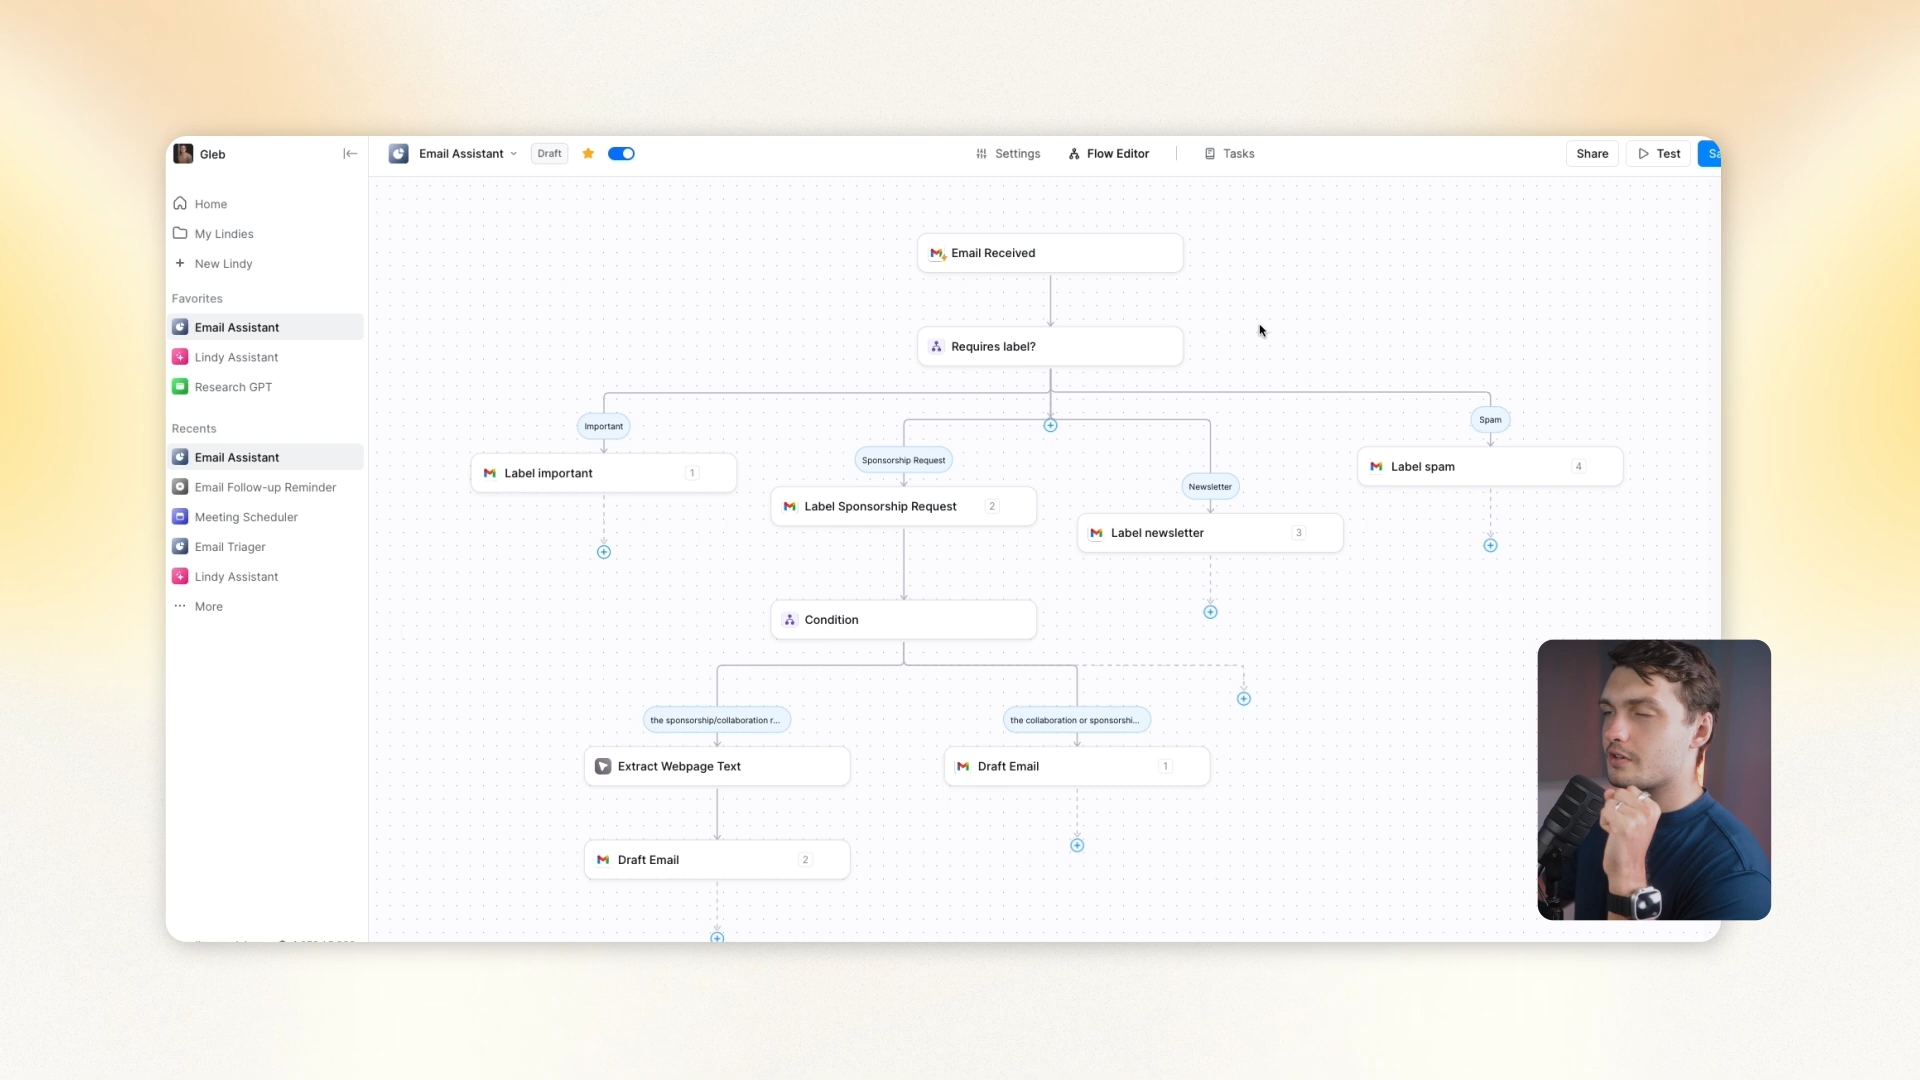 Gleb
Home
My Lindies
New Lindy
Favorites
Email Assistant
Lindy Assistant
Research GPT
Recents
Email Assistant
Email Follow-up Reminder
Meeting Scheduler
Email Triager
Lindy Assistant
More
Email Assistant Draft
Settings Flow Editor Tasks
Share Test Sa
Email Received
Requires label?
Important
Label important 1
Sponsorship Request
Label Sponsorship Request 2
Newsletter
Label newsletter 3
Spam
Label spam 4
Condition
the sponsorship/collaboration r...
the collaboration or sponsorshi...
Extract Webpage Text
Draft Email 1
Draft Email 2